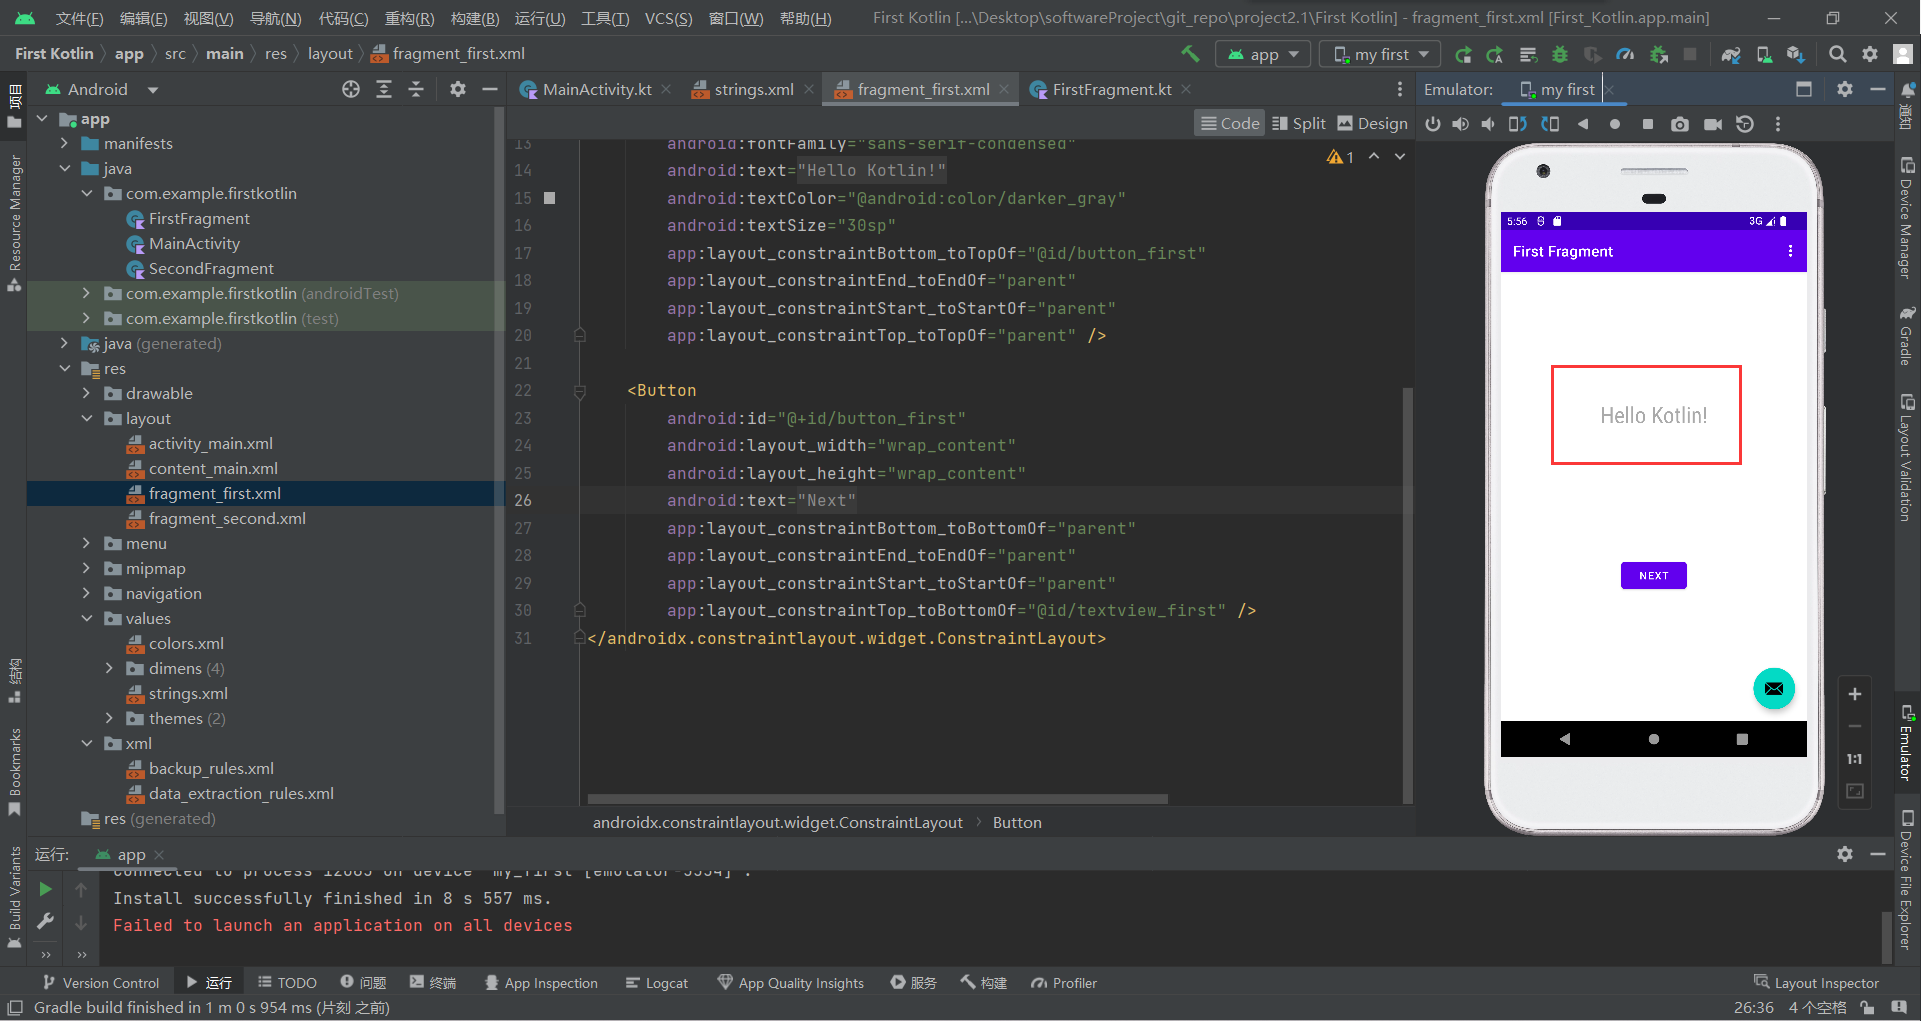 文件(F) 编辑(E) 视图(V) 导航(N) 代码(C) 重构(R) 构建(B) 运行(U) 工具(T) VCS(S) 窗口(W) 帮助(H) First Kotlin [...\Desktop\softwareProject\git_repo\project2.1\First Kotlin] - fragment_first.xml [First_Kotlin.app.main]
First Kotlin app src main res layout fragment_first.xml app my first
Android
MainActivity.kt strings.xml fragment_first.xml FirstFragment.kt
Emulator: my first
Code Split Design
项目
Resource Manager
结构
Bookmarks
Build Variants
app
manifests
java
com.example.firstkotlin
FirstFragment
MainActivity
SecondFragment
com.example.firstkotlin (androidTest)
com.example.firstkotlin (test)
java (generated)
res
drawable
layout
activity_main.xml
content_main.xml
fragment_first.xml
fragment_second.xml
menu
mipmap
navigation
values
colors.xml
dimens (4)
strings.xml
themes (2)
xml
backup_rules.xml
data_extraction_rules.xml
res (generated)
1
13 android:fontFamily="sans-serif-condensed"
14 android:text="Hello Kotlin!"
15 android:textColor="@android:color/darker_gray"
16 android:textSize="30sp"
17 app:layout_constraintBottom_toTopOf="@id/button_first"
18 app:layout_constraintEnd_toEndOf="parent"
19 app:layout_constraintStart_toStartOf="parent"
20 app:layout_constraintTop_toTopOf="parent" />
21
22 <Button
23 android:id="@+id/button_first"
24 android:layout_width="wrap_content"
25 android:layout_height="wrap_content"
26 android:text="Next"
27 app:layout_constraintBottom_toBottomOf="parent"
28 app:layout_constraintEnd_toEndOf="parent"
29 app:layout_constraintStart_toStartOf="parent"
30 app:layout_constraintTop_toBottomOf="@id/textview_first" />
31 </androidx.constraintlayout.widget.ConstraintLayout>
androidx.constraintlayout.widget.ConstraintLayout Button
5:56 3G
First Fragment
Hello Kotlin!
NEXT
1:1
通知
Device Manager
Gradle
Layout Validation
Emulator
Device File Explorer
运行: app
Connected to process 12883 on device 'my_first [emulator-5554]'.
Install successfully finished in 8 s 557 ms.
Failed to launch an application on all devices
Version Control 运行 TODO 问题 终端 App Inspection Logcat App Quality Insights 服务 构建 Profiler Layout Inspector
Gradle build finished in 1 m 0 s 954 ms (片刻 之前) 26:36 4 个空格